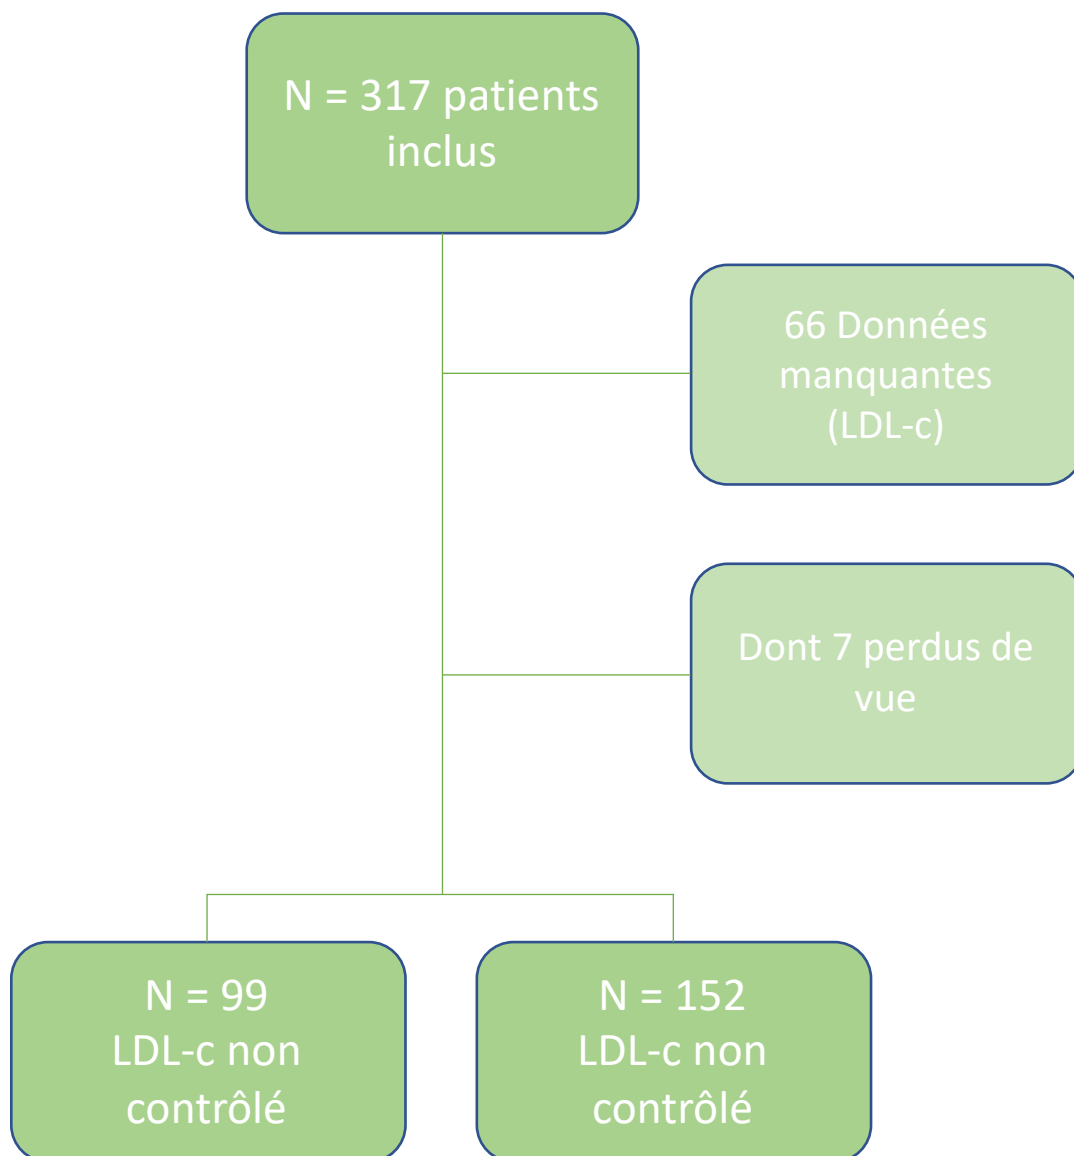 N = 317 patients
inclus
66 Données
manquantes
(LDL-c)
Dont 7 perdus de
vue
N = 99
LDL-c non
contrôlé
N = 152
LDL-c non
contrôlé